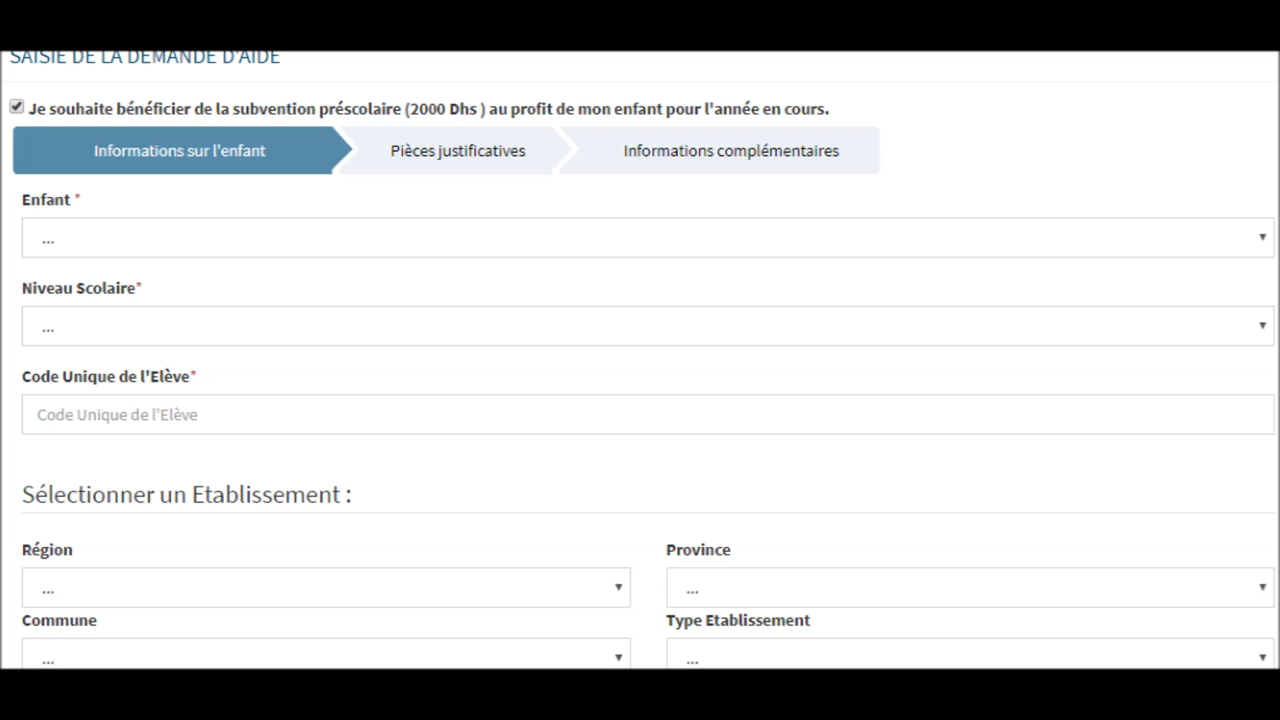 SAISIE DE LA DEMANDE D'AIDE
Je souhaite bénéficier de la subvention préscolaire (2000 Dhs ) au profit de mon enfant pour l'année en cours.
Informations sur l'enfant Pièces justificatives Informations complémentaires
Enfant *
...
Niveau Scolaire*
...
Code Unique de l'Elève*
Code Unique de l'Elève
Sélectionner un Etablissement :
Région Province
... ...
Commune Type Etablissement
... ...